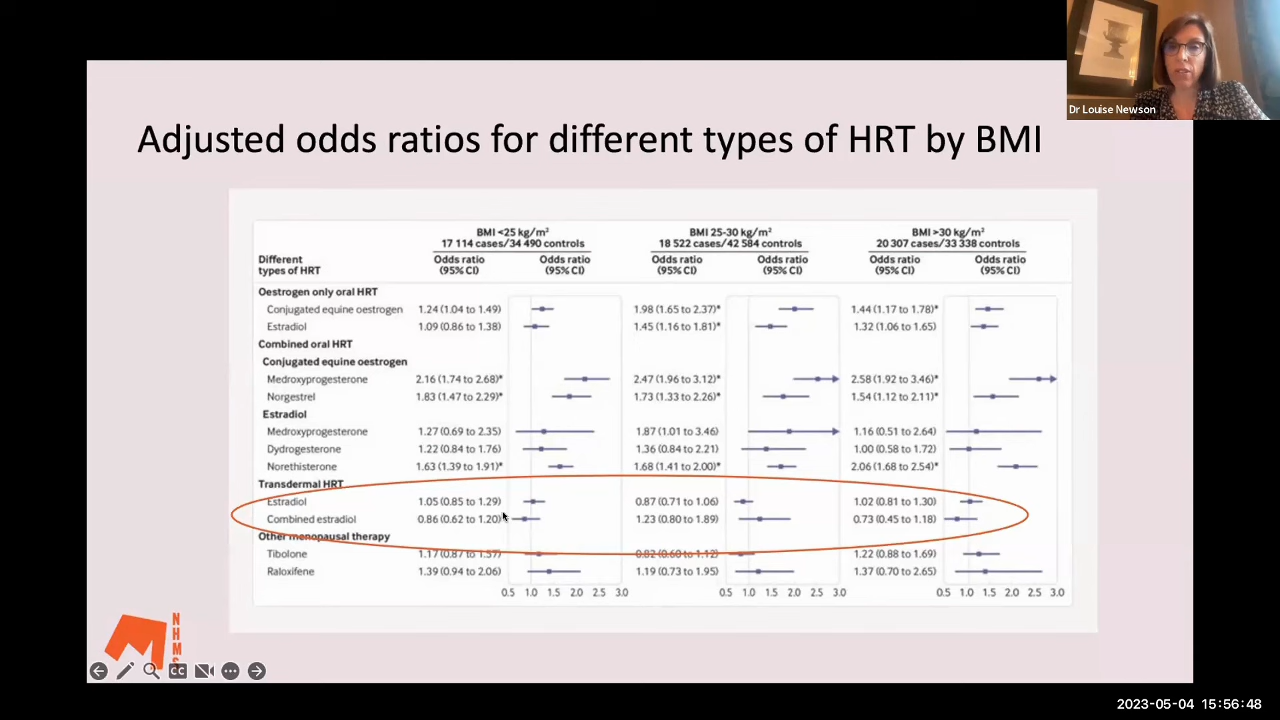 Dr Louise Newson
Adjusted odds ratios for different types of HRT by BMI
BMI <25 kg/m² BMI 25-30 kg/m² BMI >30 kg/m²
17 114 cases/34 490 controls 18 522 cases/42 584 controls 20 307 cases/33 338 controls
Different types of HRT Odds ratio (95% CI) Odds ratio (95% CI) Odds ratio (95% CI) Odds ratio (95% CI) Odds ratio (95% CI) Odds ratio (95% CI)
Oestrogen only oral HRT
Conjugated equine oestrogen 1.24 (1.04 to 1.49) 1.98 (1.65 to 2.37)* 1.44 (1.17 to 1.78)*
Estradiol 1.09 (0.86 to 1.38) 1.45 (1.16 to 1.81)* 1.32 (1.06 to 1.65)
Combined oral HRT
Conjugated equine oestrogen
Medroxyprogesterone 2.16 (1.74 to 2.68)* 2.47 (1.96 to 3.12)* 2.58 (1.92 to 3.46)*
Norgestrel 1.83 (1.47 to 2.29)* 1.73 (1.33 to 2.26)* 1.54 (1.12 to 2.11)*
Estradiol
Medroxyprogesterone 1.27 (0.69 to 2.35) 1.87 (1.01 to 3.46) 1.16 (0.51 to 2.64)
Dydrogesterone 1.22 (0.84 to 1.76) 1.36 (0.84 to 2.21) 1.00 (0.58 to 1.72)
Norethisterone 1.63 (1.39 to 1.91)* 1.68 (1.41 to 2.00)* 2.06 (1.68 to 2.54)*
Transdermal HRT
Estradiol 1.05 (0.85 to 1.29) 0.87 (0.71 to 1.06) 1.02 (0.81 to 1.30)
Combined estradiol 0.86 (0.62 to 1.20) 1.23 (0.80 to 1.89) 0.73 (0.45 to 1.18)
Other monopausal therapy
Tibolone 1.17 (0.87 to 1.57) 0.82 (0.60 to 1.12) 1.22 (0.88 to 1.69)
Raloxifene 1.39 (0.94 to 2.06) 1.19 (0.73 to 1.95) 1.37 (0.70 to 2.65)
0.5 1.0 1.5 2.0 2.5 3.0 0.5 1.0 1.5 2.0 2.5 3.0 0.5 1.0 1.5 2.0 2.5 3.0
NHMS
CC
2023-05-04 15:56:48